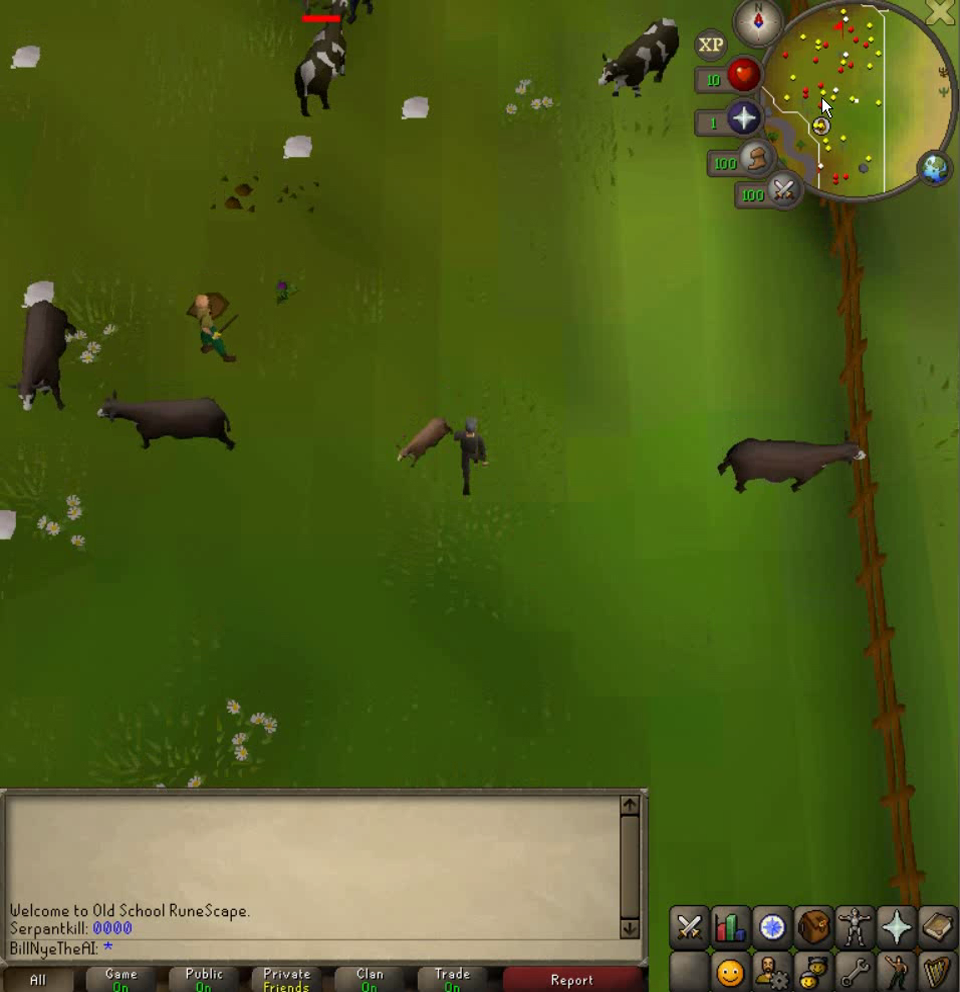 N
XP
10
1
100
100
Welcome to Old School RuneScape.
Serpantkill: 0000
BillNyeTheAI: *
All
Game
On
Public
On
Private
Friends
Clan
On
Trade
On
Report